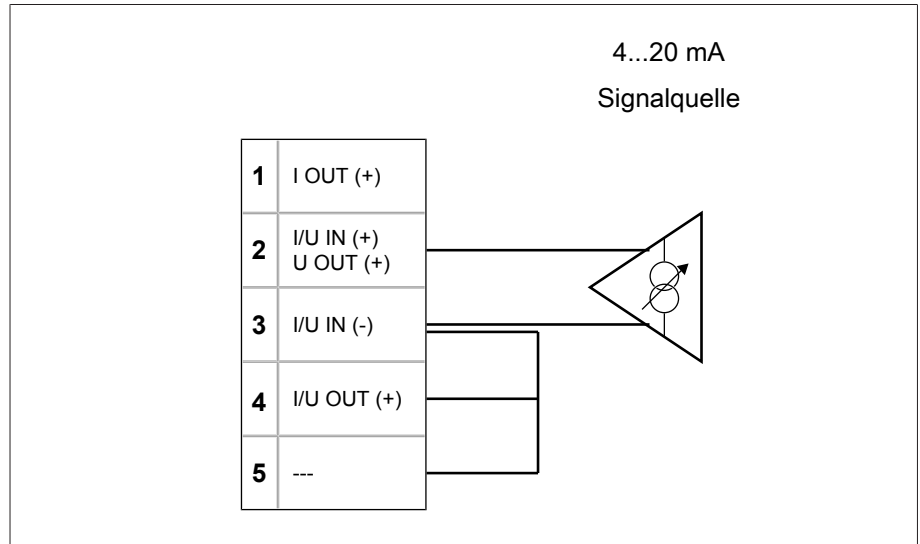 4...20 mA
Signalquelle
1 I OUT (+)
2 I/U IN (+)
U OUT (+)
3 I/U IN (-)
4 I/U OUT (+)
5 ---